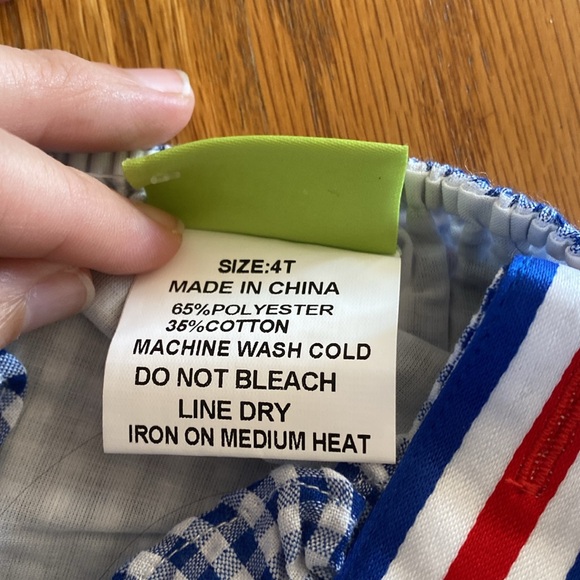 SIZE:4T
MADE IN CHINA
65%POLYESTER
35%COTTON
MACHINE WASH COLD
DO NOT BLEACH
LINE DRY
IRON ON MEDIUM HEAT